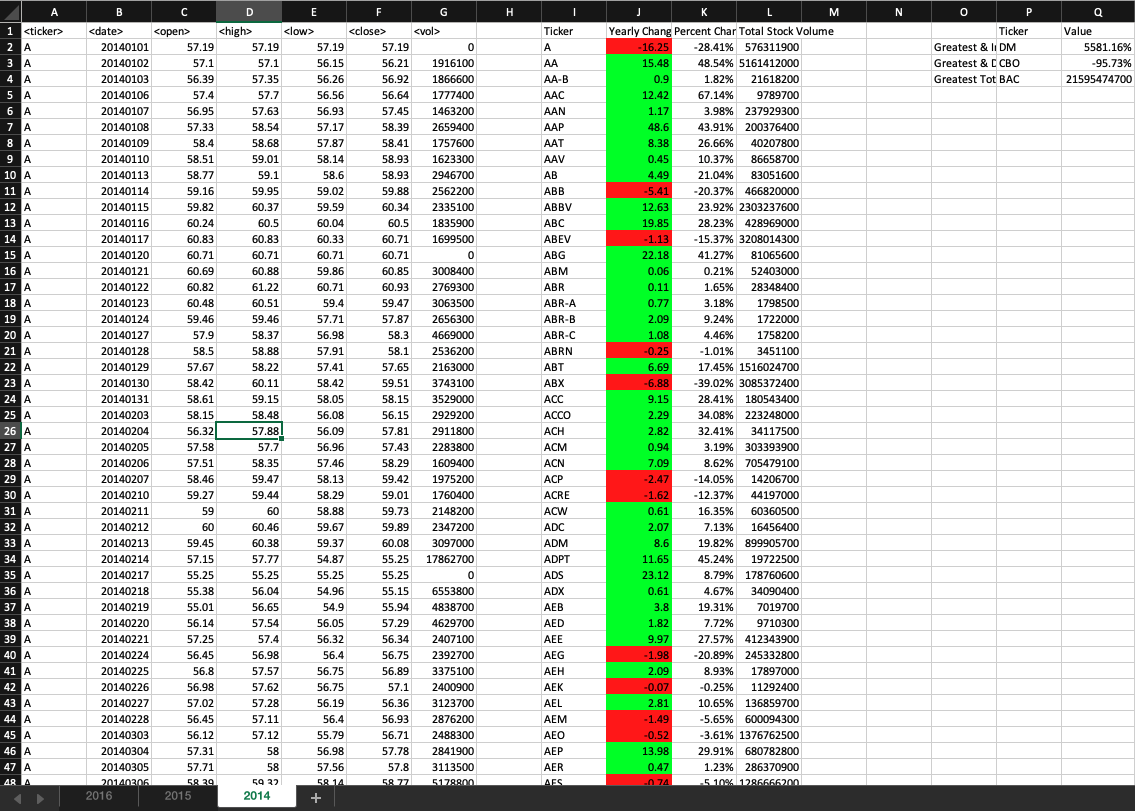 A B C D E F G H I J K L M N O P Q
1 <ticker> <date> <open> <high> <low> <close> <vol> Ticker Yearly Chang Percent Char Total Stock Volume Ticker Value
2 A 20140101 57.19 57.19 57.19 57.19 0 A -16.25 -28.41% 576311900 Greatest & I DM 5581.16%
3 A 20140102 57.1 57.1 56.15 56.21 1916100 AA 15.48 48.54% 5161412000 Greatest & D CBO -95.73%
4 A 20140103 56.39 57.35 56.26 56.92 1866600 AA-B 0.9 1.82% 21618200 Greatest Tot BAC 21595474700
5 A 20140106 57.4 57.7 56.56 56.64 1777400 AAC 12.42 67.14% 9789700
6 A 20140107 56.95 57.63 56.93 57.45 1463200 AAN 1.17 3.98% 237929300
7 A 20140108 57.33 58.54 57.17 58.39 2659400 AAP 48.6 43.91% 200376400
8 A 20140109 58.4 58.68 57.87 58.41 1757600 AAT 8.38 26.66% 40207800
9 A 20140110 58.51 59.01 58.14 58.93 1623300 AAV 0.45 10.37% 86658700
10 A 20140113 58.77 59.1 58.6 58.93 2946700 AB 4.49 21.04% 83051600
11 A 20140114 59.16 59.95 59.02 59.88 2562200 ABB -5.41 -20.37% 466820000
12 A 20140115 59.82 60.37 59.59 60.34 2335100 ABBV 12.63 23.92% 2303237600
13 A 20140116 60.24 60.5 60.04 60.5 1835900 ABC 19.85 28.23% 428969000
14 A 20140117 60.83 60.83 60.33 60.71 1699500 ABEV -1.13 -15.37% 3208014300
15 A 20140120 60.71 60.71 60.71 60.71 0 ABG 22.18 41.27% 81065600
16 A 20140121 60.69 60.88 59.86 60.85 3008400 ABM 0.06 0.21% 52403000
17 A 20140122 60.82 61.22 60.71 60.93 2769300 ABR 0.11 1.65% 28348400
18 A 20140123 60.48 60.51 59.4 59.47 3063500 ABR-A 0.77 3.18% 1798500
19 A 20140124 59.46 59.46 57.71 57.87 2656300 ABR-B 2.09 9.24% 1722000
20 A 20140127 57.9 58.37 56.98 58.3 4669000 ABR-C 1.08 4.46% 1758200
21 A 20140128 58.5 58.88 57.91 58.1 2536200 ABRN -0.25 -1.01% 3451100
22 A 20140129 57.67 58.22 57.41 57.65 2163000 ABT 6.69 17.45% 1516024700
23 A 20140130 58.42 60.11 58.42 59.51 3743100 ABX -6.88 -39.02% 3085372400
24 A 20140131 58.61 59.15 58.05 58.15 3529000 ACC 9.15 28.41% 180543400
25 A 20140203 58.15 58.48 56.08 56.15 2929200 ACCO 2.29 34.08% 223248000
26 A 20140204 56.32 57.88 56.09 57.81 2911800 ACH 2.82 32.41% 34117500
27 A 20140205 57.58 57.7 56.96 57.43 2283800 ACM 0.94 3.19% 303393900
28 A 20140206 57.51 58.35 57.46 58.29 1609400 ACN 7.09 8.62% 705479100
29 A 20140207 58.46 59.47 58.13 59.42 1975200 ACP -2.47 -14.05% 14206700
30 A 20140210 59.27 59.44 58.29 59.01 1760400 ACRE -1.62 -12.37% 44197000
31 A 20140211 59 60 58.88 59.73 2148200 ACW 0.61 16.35% 60360500
32 A 20140212 60 60.46 59.67 59.89 2347200 ADC 2.07 7.13% 16456400
33 A 20140213 59.45 60.38 59.37 60.08 3097000 ADM 8.6 19.82% 899905700
34 A 20140214 57.15 57.77 54.87 55.25 17862700 ADPT 11.65 45.24% 19722500
35 A 20140217 55.25 55.25 55.25 55.25 0 ADS 23.12 8.79% 178760600
36 A 20140218 55.38 56.04 54.96 55.15 6553800 ADX 0.61 4.67% 34090400
37 A 20140219 55.01 56.65 54.9 55.94 4838700 AEB 3.8 19.31% 7019700
38 A 20140220 56.14 57.54 56.05 57.29 4629700 AED 1.82 7.72% 9710300
39 A 20140221 57.25 57.4 56.32 56.34 2407100 AEE 9.97 27.57% 412343900
40 A 20140224 56.45 56.98 56.4 56.75 2392700 AEG -1.98 -20.89% 245332800
41 A 20140225 56.8 57.57 56.75 56.89 3375100 AEH 2.09 8.93% 17897000
42 A 20140226 56.98 57.62 56.75 57.1 2400900 AEK -0.07 -0.25% 11292400
43 A 20140227 57.02 57.28 56.19 56.36 3123700 AEL 2.81 10.65% 136859700
44 A 20140228 56.45 57.11 56.4 56.93 2876200 AEM -1.49 -5.65% 600094300
45 A 20140303 56.12 57.12 55.79 56.71 2488300 AEO -0.52 -3.61% 1376762500
46 A 20140304 57.31 58 56.98 57.78 2841900 AEP 13.98 29.91% 680782800
47 A 20140305 57.71 58 57.56 57.8 3113500 AER 0.47 1.23% 286370900
48 A 20140306 58.39 59.32 58.14 58.77 5178800 AES -0.74 -5.10% 1286666200
2016 2015 2014 +